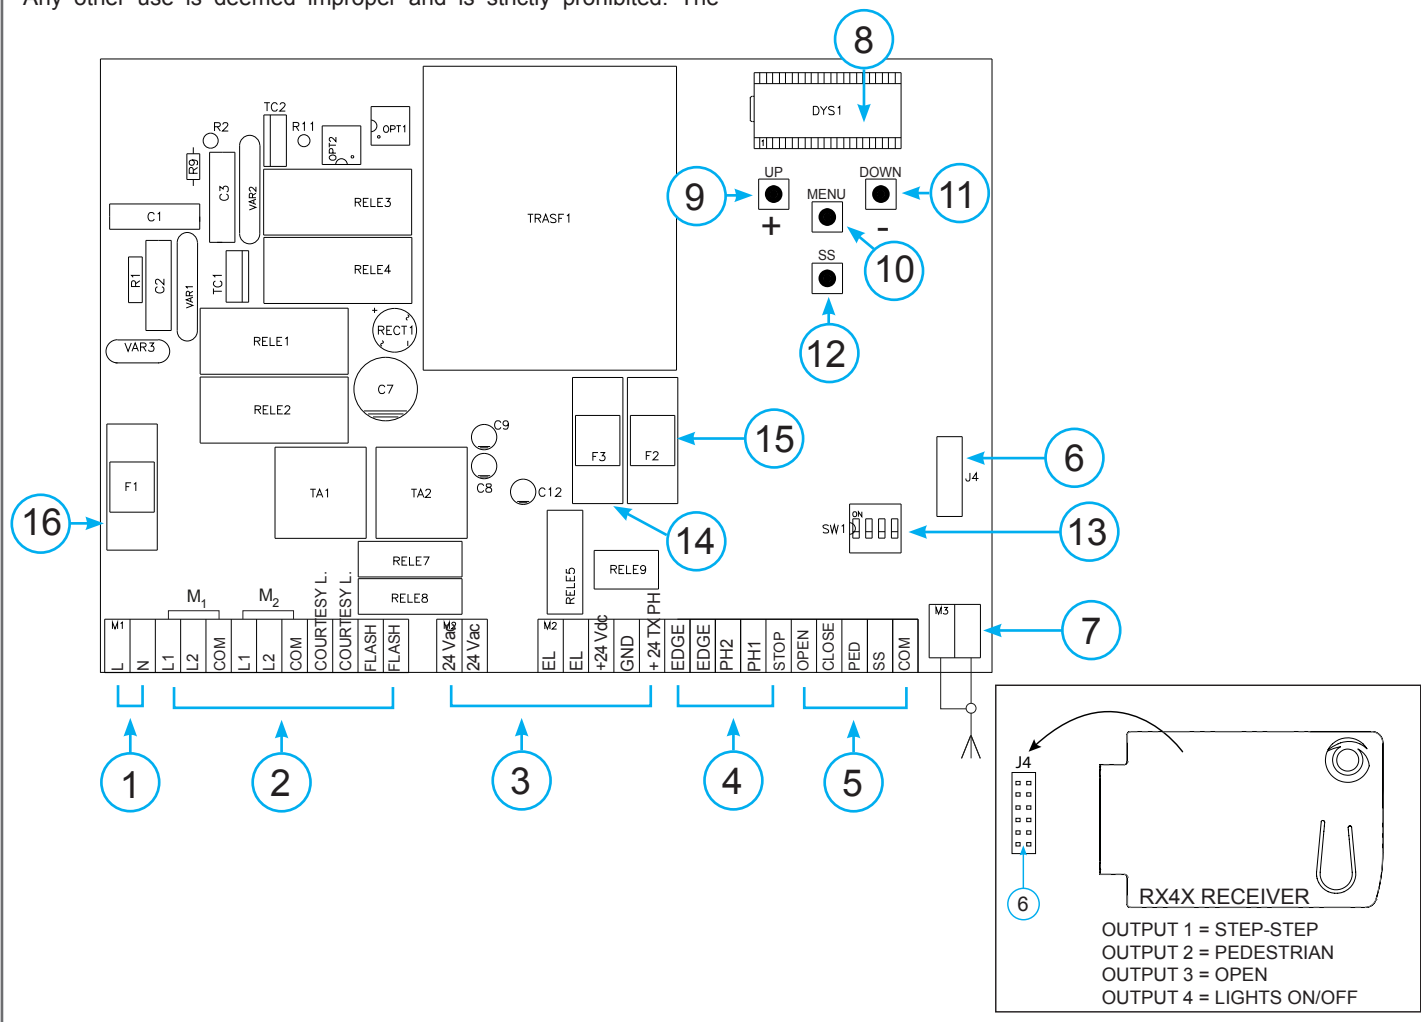 Any other use is deemed improper and is strictly prohibited. The
8
TC2
R2
R11
OPT1
OPT2
DYS1
1
R9
C3
VAR2
RELE3
TRASF1
UP
DOWN
MENU
9
11
+
-
C1
RELE4
SS
10
R1
C2
VAR1
TC1
+
RECT1
12
VAR3
RELE1
C7
RELE2
C9
15
F3
F2
6
J4
C8
F1
TA1
TA2
C12
16
ON
SW1
13
14
RELE7
RELE5
RELE9
RELE8
M1
M2
M1
L
N
L1
L2
COM
L1
L2
COM
COURTESY L.
COURTESY L.
FLASH
FLASH
M2
24 Vac
24 Vac
M2
EL
EL
+24 Vdc
GND
+ 24 TX PH
EDGE
EDGE
PH2
PH1
STOP
OPEN
CLOSE
PED
SS
COM
M3
7
1
2
3
4
5
J4
6
RX4X RECEIVER
OUTPUT 1 = STEP-STEP
OUTPUT 2 = PEDESTRIAN
OUTPUT 3 = OPEN
OUTPUT 4 = LIGHTS ON/OFF